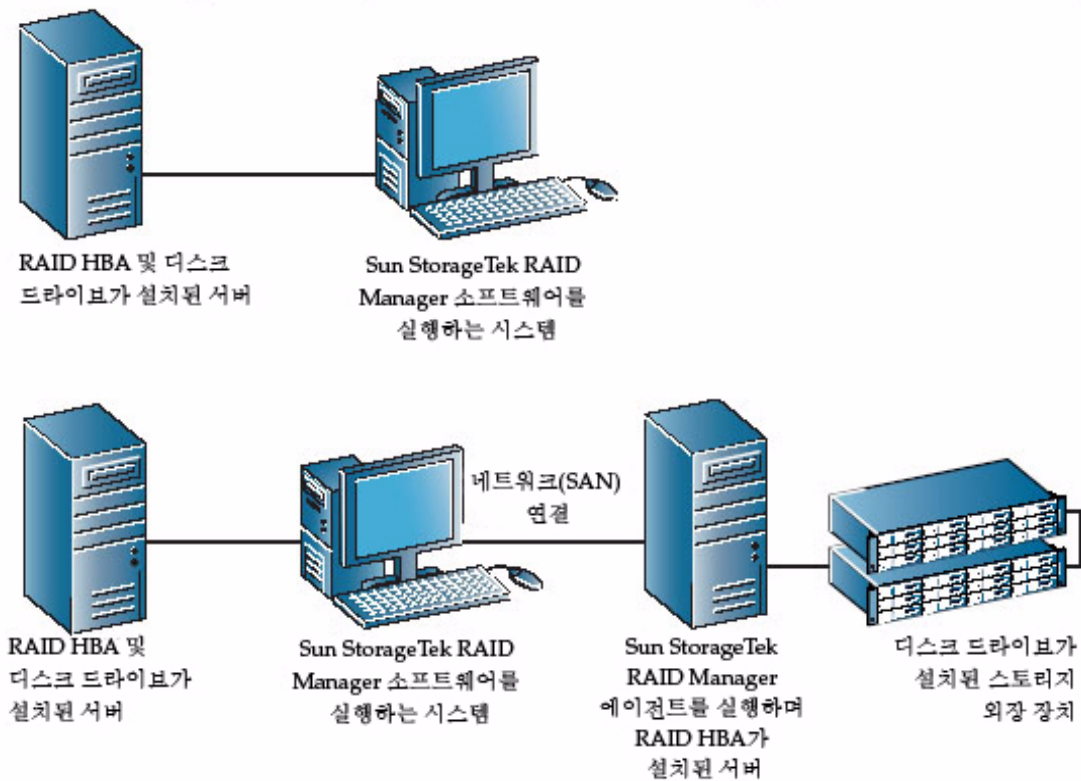 RAID HBA 및 디스크
드라이브가 설치된 서버
Sun StorageTek RAID
Manager 소프트웨어를
실행하는 시스템
네트워크(SAN)
연결
RAID HBA 및
디스크 드라이브가
설치된 서버
Sun StorageTek RAID
Manager 소프트웨어를
실행하는 시스템
Sun StorageTek
RAID Manager
에이전트를 실행하며
RAID HBA가
설치된 서버
디스크 드라이브가
설치된 스토리지
외장 장치